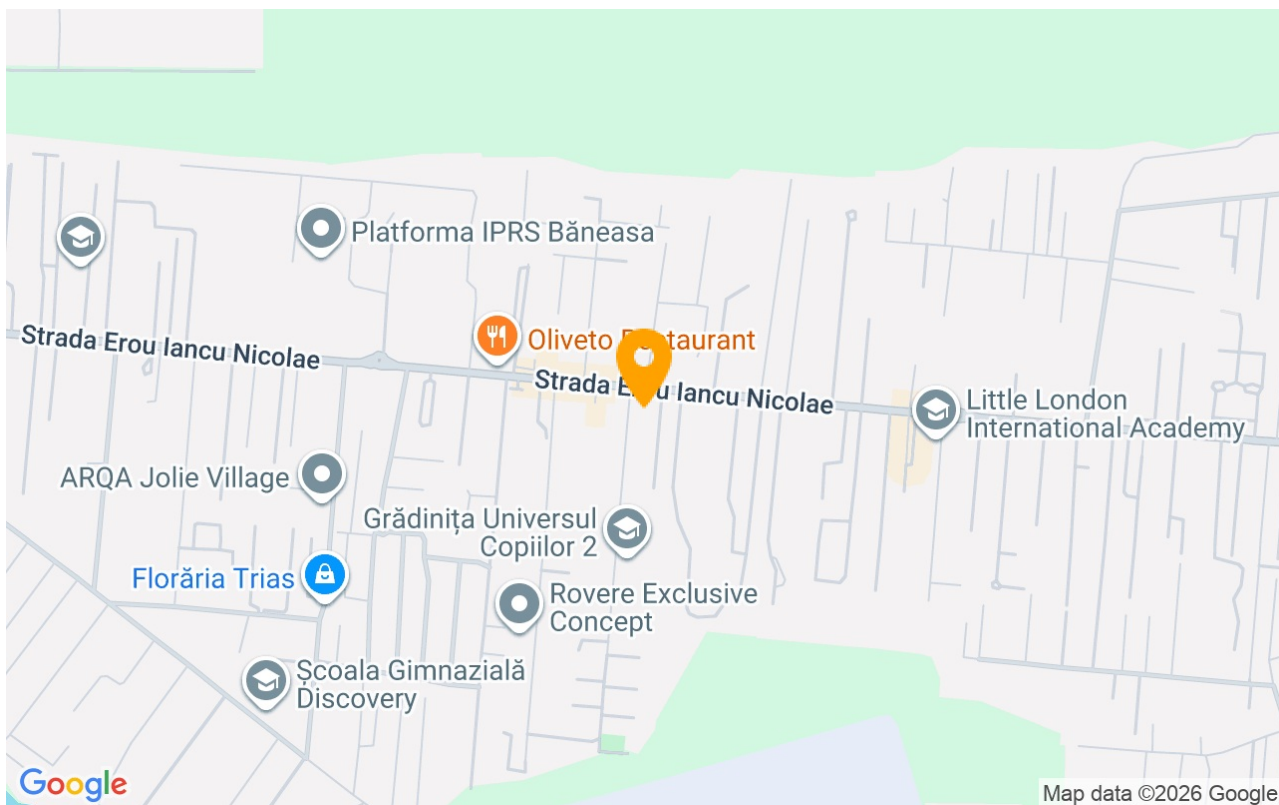 Platforma IPRS Băneasa
Strada Erou Iancu Nicolae
Oliveto Restaurant
Strada Erou Iancu Nicolae
Little London
International Academy
ARQA Jolie Village
Grădinița Universul
Copiilor 2
Florăria Trias
Rovere Exclusive
Concept
Școala Gimnazială
Discovery
Google
Map data ©2026 Google